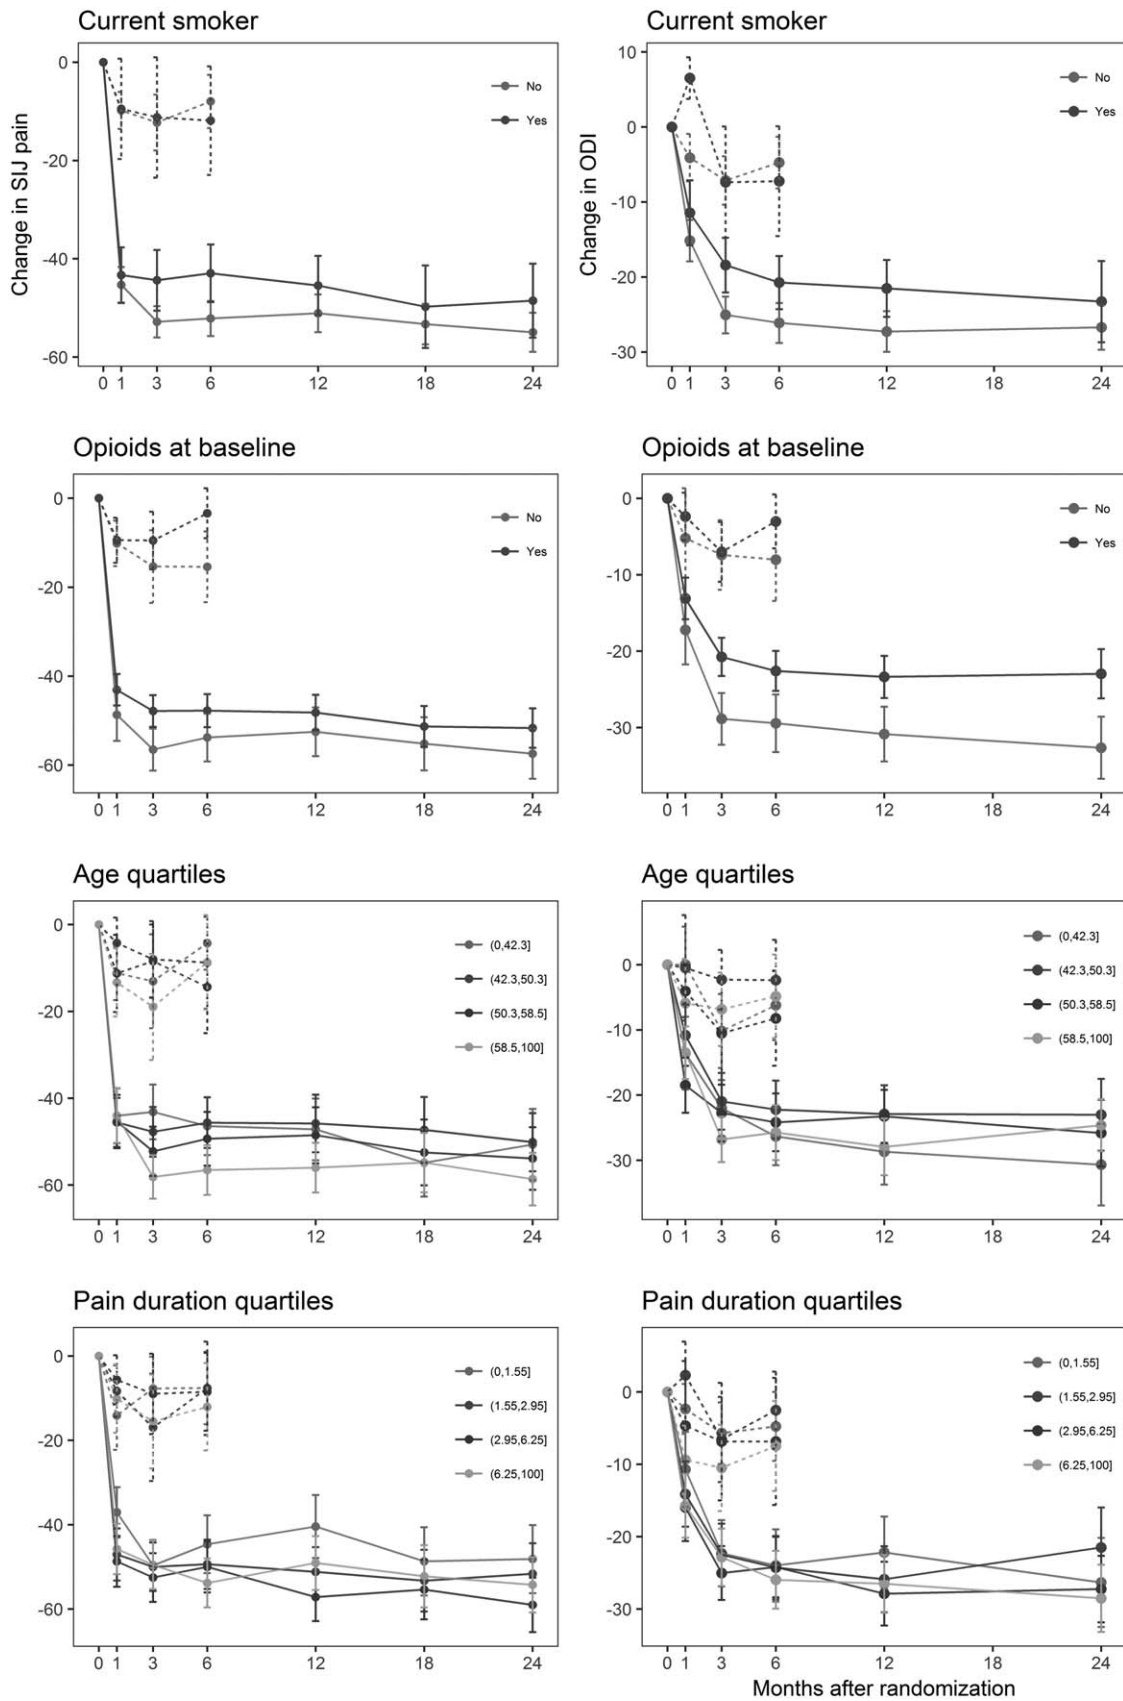 Current smoker
Change in SIJ pain
0
-20
-40
-60
No
Yes
0 1 3 6 12 18 24
Current smoker
Change in ODI
10
0
-10
-20
-30
No
Yes
0 1 3 6 12 18 24
Opioids at baseline
0
-20
-40
-60
No
Yes
0 1 3 6 12 18 24
Opioids at baseline
0
-10
-20
-30
No
Yes
0 1 3 6 12 18 24
Age quartiles
0
-20
-40
-60
(0,42.3]
(42.3,50.3]
(50.3,58.5]
(58.5,100]
0 1 3 6 12 18 24
Age quartiles
0
-10
-20
-30
(0,42.3]
(42.3,50.3]
(50.3,58.5]
(58.5,100]
0 1 3 6 12 18 24
Pain duration quartiles
0
-20
-40
-60
(0,1.55]
(1.55,2.95]
(2.95,6.25]
(6.25,100]
0 1 3 6 12 18 24
Pain duration quartiles
0
-10
-20
-30
(0,1.55]
(1.55,2.95]
(2.95,6.25]
(6.25,100]
0 1 3 6 12 18 24
Months after randomization